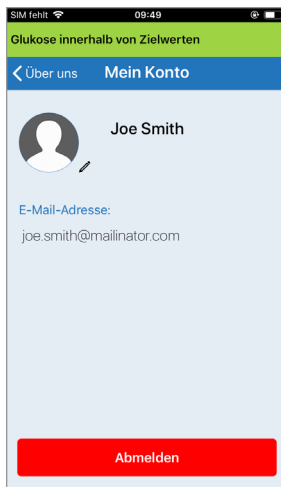 SIM fehlt 09:49
Glukose innerhalb von Zielwerten
Über uns Mein Konto
Joe Smith
E-Mail-Adresse:
joe.smith@mailinator.com
Abmelden